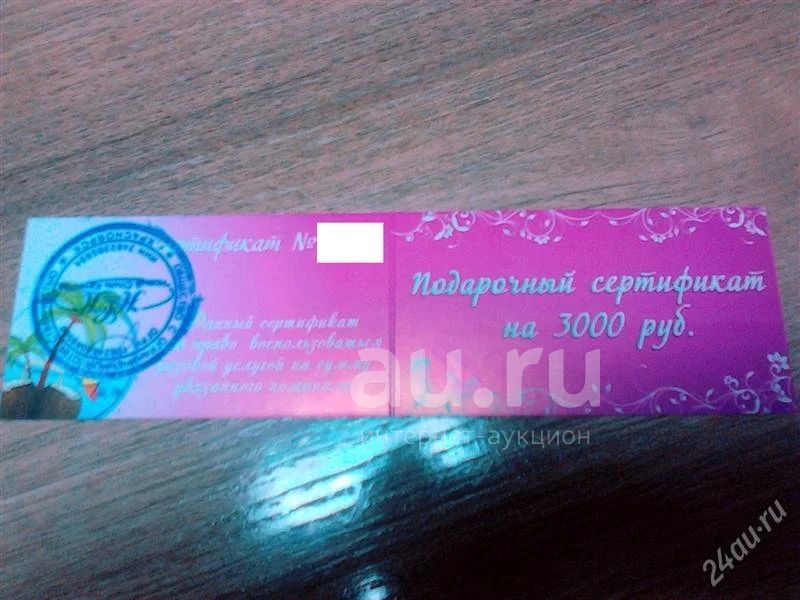 сертификат №
Данный сертификат
право воспользоваться
разовой услугой на сумму
указанного номинала
Подарочный сертификат
на 3000 руб.
au.ru
интернет-аукцион
24au.ru